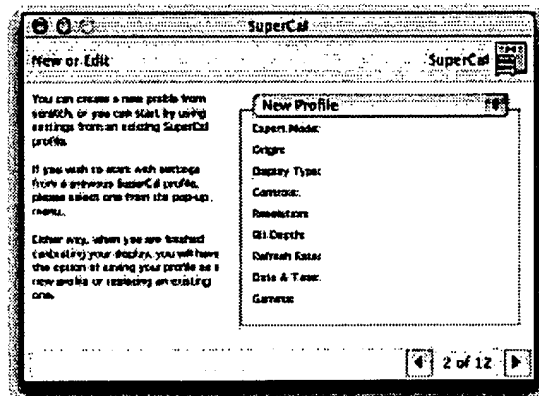 SuperCal
New or Edit
SuperCal
You can create a new profile from
scratch, or you can start by using
settings from an existing SuperCal
profile.
If you wish to start with settings
from a previous SuperCal profile,
please select one from the pop-up
menu.
Either way, when you are finished
calibrating your display, you will have
the option of saving your profile as a
new profile or replacing an existing
one.
New Profile
Expert Mode:
Origin:
Display Type:
Controls:
Resolution:
Bit Depth:
Refresh Rate:
Date & Time:
Gamma:
2 of 12